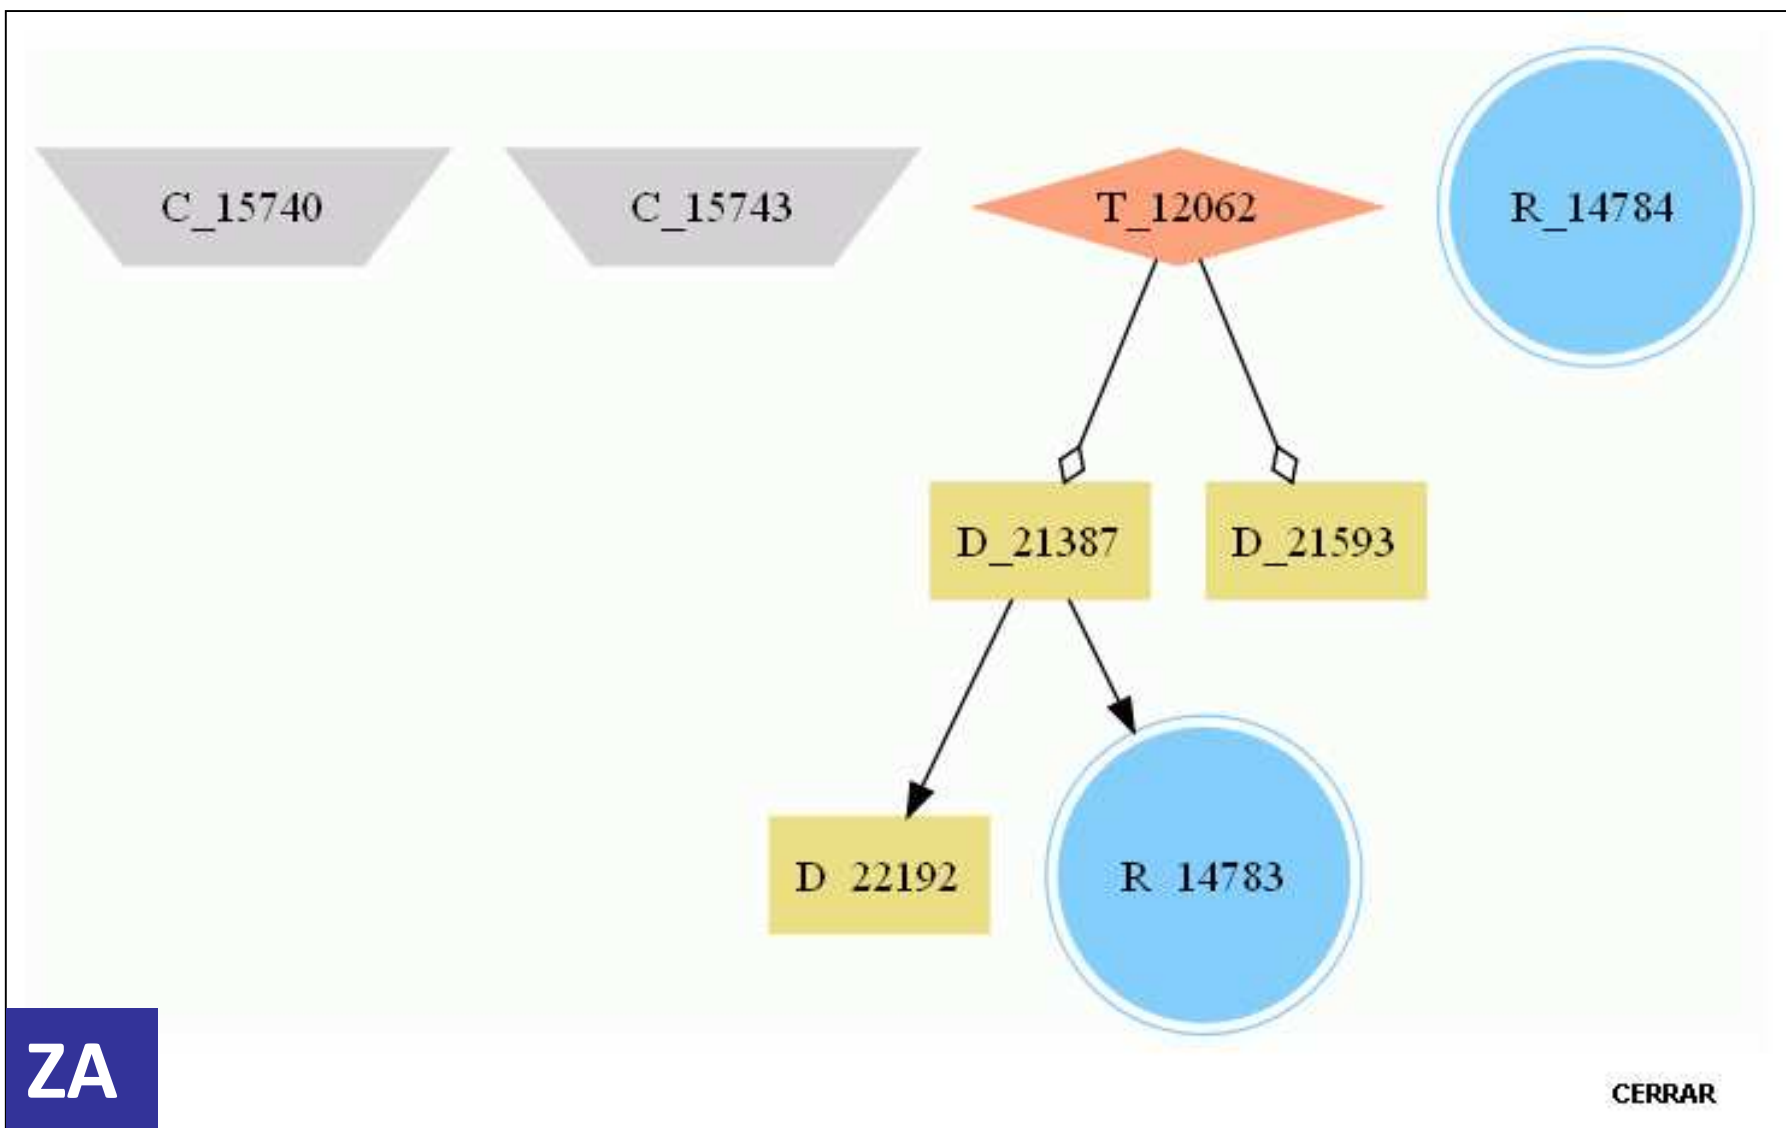 C_15740
C_15743
T_12062
R_14784
D_21387
D_21593
D 22192
R 14783
ZA
CERRAR